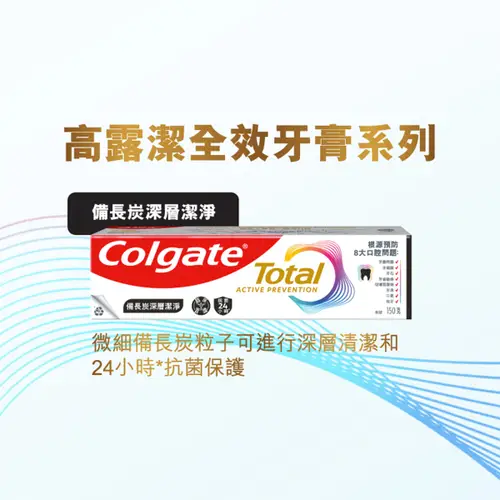 高露潔全效牙膏系列
備長炭深層潔淨
Colgate®
Total
ACTIVE PREVENTION
根源預防
8大口腔問題:
備長炭深層潔淨
24
150克
微細備長炭粒子可進行深層清潔和
24小時*抗菌保護